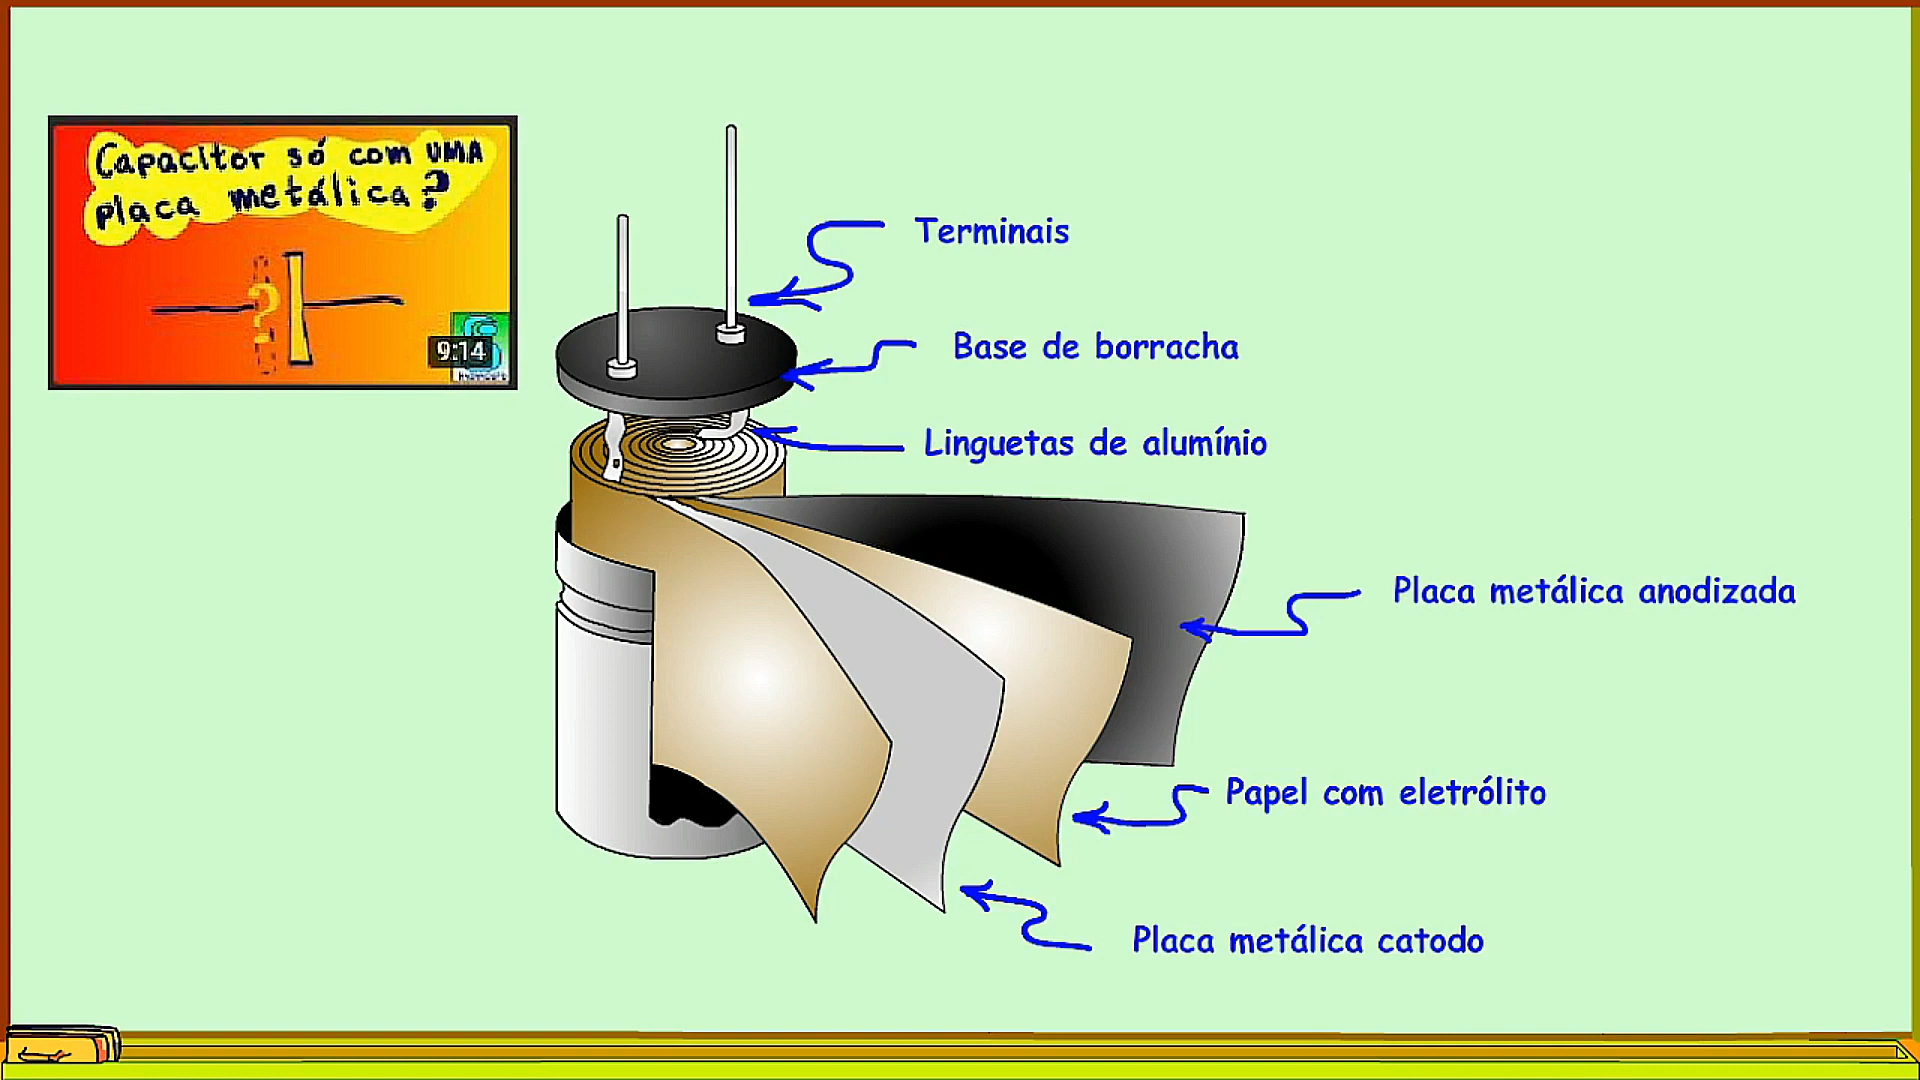 Capacitor só com UMA
placa metálica?
?
9:14
Terminais
Base de borracha
Linguetas de alumínio
Placa metálica anodizada
Papel com eletrólito
Placa metálica catodo